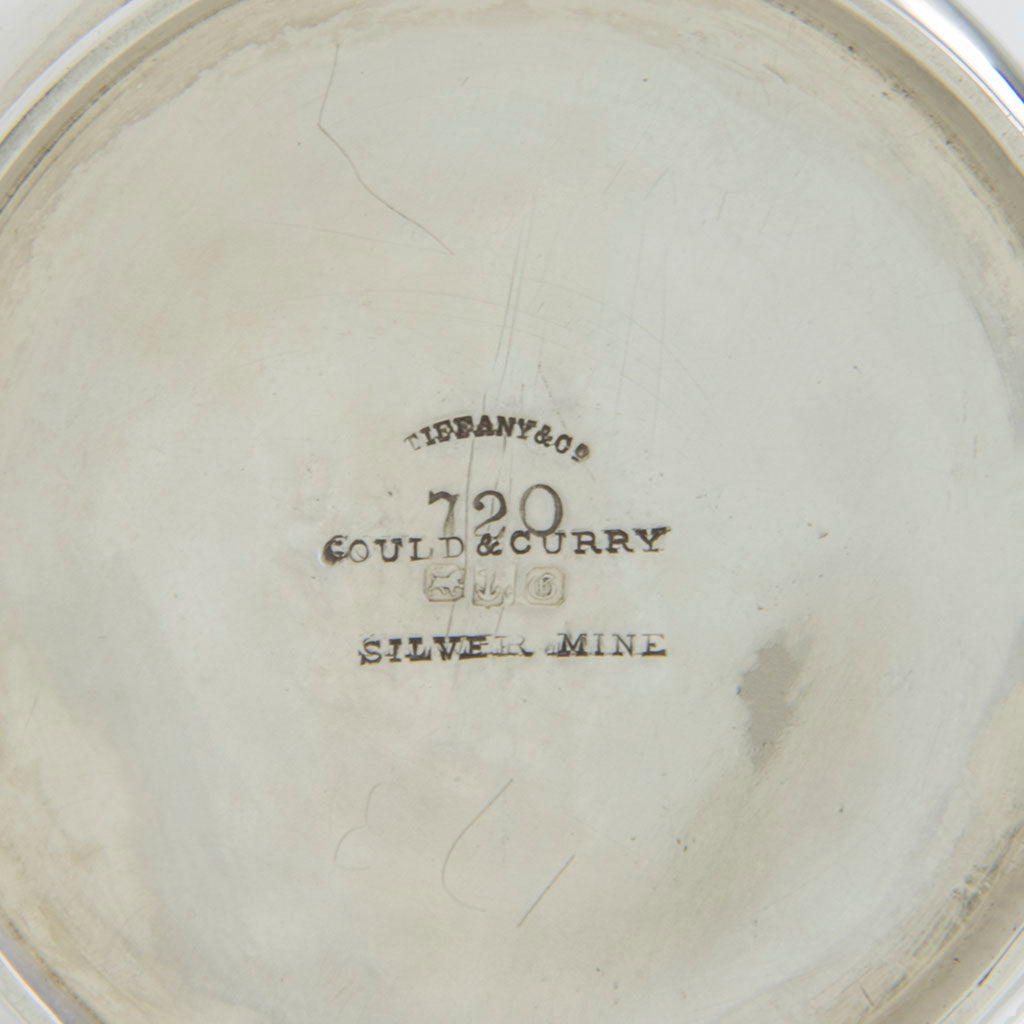 TIFFANY & Co
720
GOULD & CURRY
G
SILVER MINE